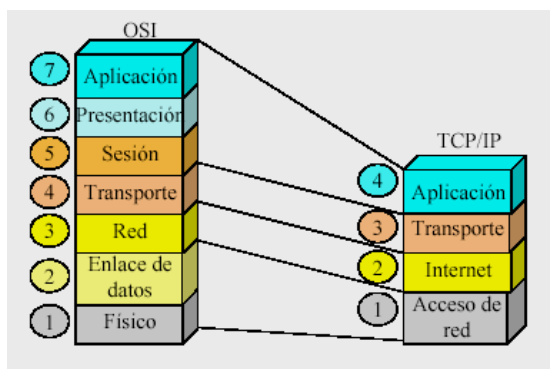 OSI
7
Aplicación
6
Presentación
5
Sesión
4
Transporte
3
Red
2
Enlace de
datos
1
Físico
TCP/IP
4
Aplicación
3
Transporte
2
Internet
1
Acceso de
red